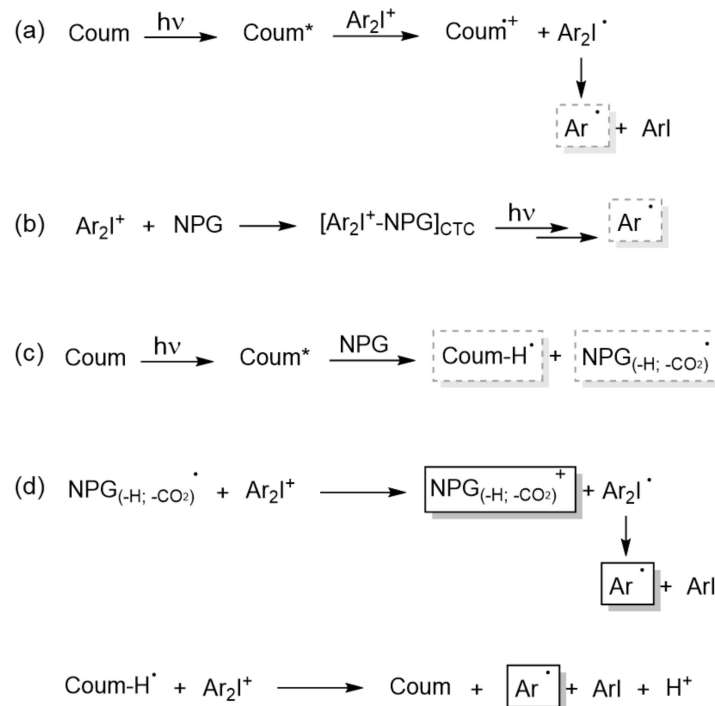 (a) Coum hν Coum* Ar₂I⁺ Coum•⁺ + Ar₂I•
Ar• + ArI
(b) Ar₂I⁺ + NPG [Ar₂I⁺-NPG]CTC hν Ar•
(c) Coum hν Coum* NPG Coum-H• + NPG(-H; -CO₂)•
(d) NPG(-H; -CO₂)• + Ar₂I⁺ NPG(-H; -CO₂)⁺ + Ar₂I•
Ar• + ArI
Coum-H• + Ar₂I⁺ Coum + Ar• + ArI + H⁺